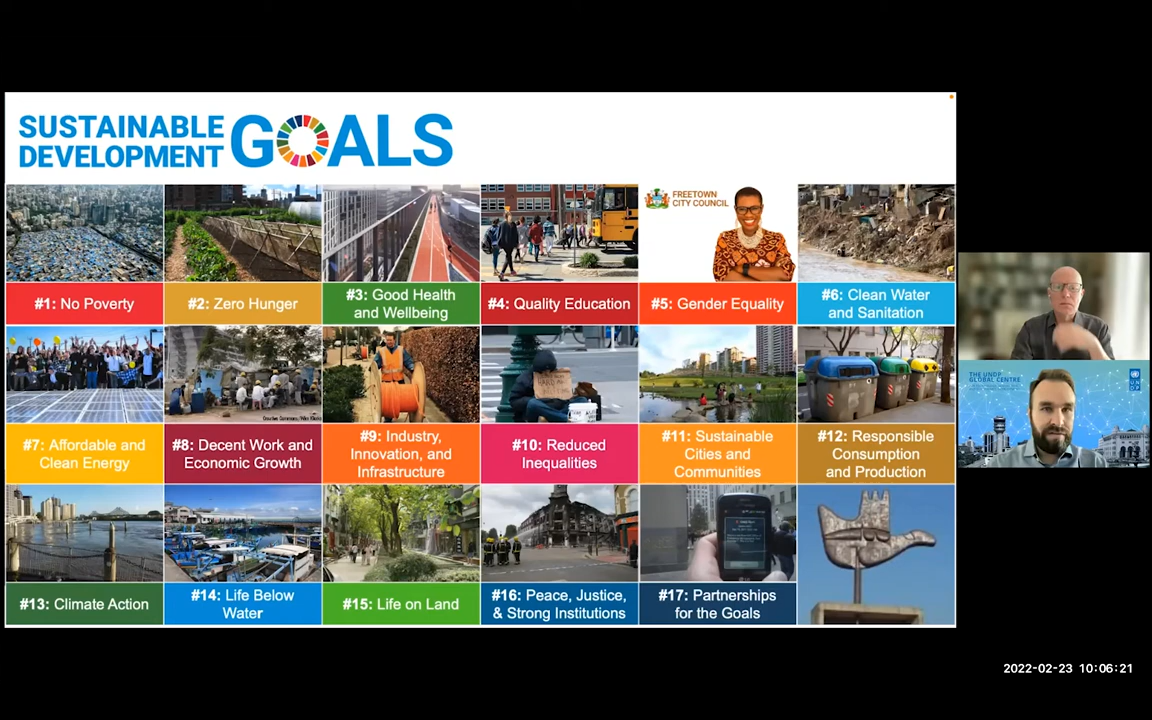 SUSTAINABLE
DEVELOPMENT
GOALS
FREETOWN
CITY COUNCIL
#1: No Poverty
#2: Zero Hunger
#3: Good Health
and Wellbeing
#4: Quality Education
#5: Gender Equality
#6: Clean Water
and Sanitation
#7: Affordable and
Clean Energy
#8: Decent Work and
Economic Growth
#9: Industry,
Innovation, and
Infrastructure
#10: Reduced
Inequalities
#11: Sustainable
Cities and
Communities
#12: Responsible
Consumption
and Production
#13: Climate Action
#14: Life Below
Water
#15: Life on Land
#16: Peace, Justice,
& Strong Institutions
#17: Partnerships
for the Goals
THE UNDP
GLOBAL CENTRE
2022-02-23 10:06:21